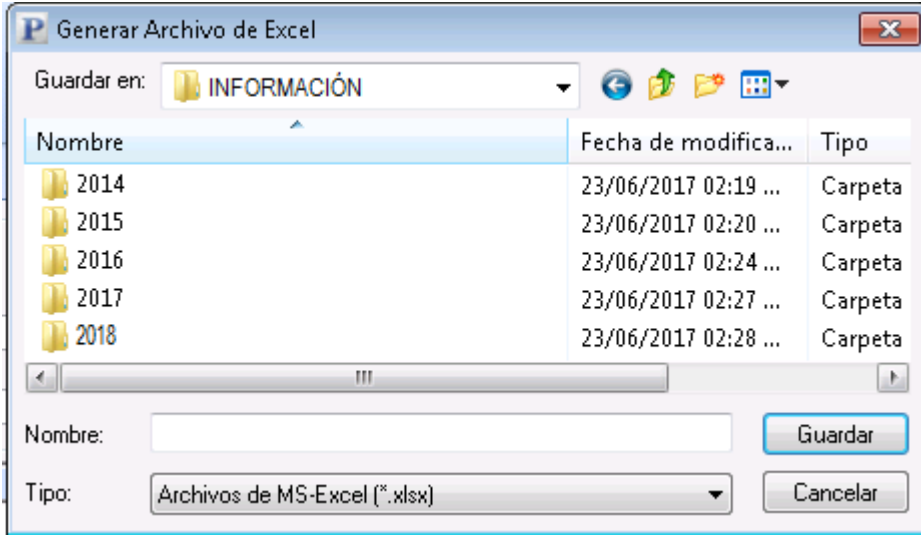 P Generar Archivo de Excel
Guardar en: INFORMACIÓN
Nombre Fecha de modifica... Tipo
2014 23/06/2017 02:19 ... Carpeta
2015 23/06/2017 02:20 ... Carpeta
2016 23/06/2017 02:24 ... Carpeta
2017 23/06/2017 02:27 ... Carpeta
2018 23/06/2017 02:28 ... Carpeta
Nombre: Guardar
Tipo: Archivos de MS-Excel (*.xlsx) Cancelar